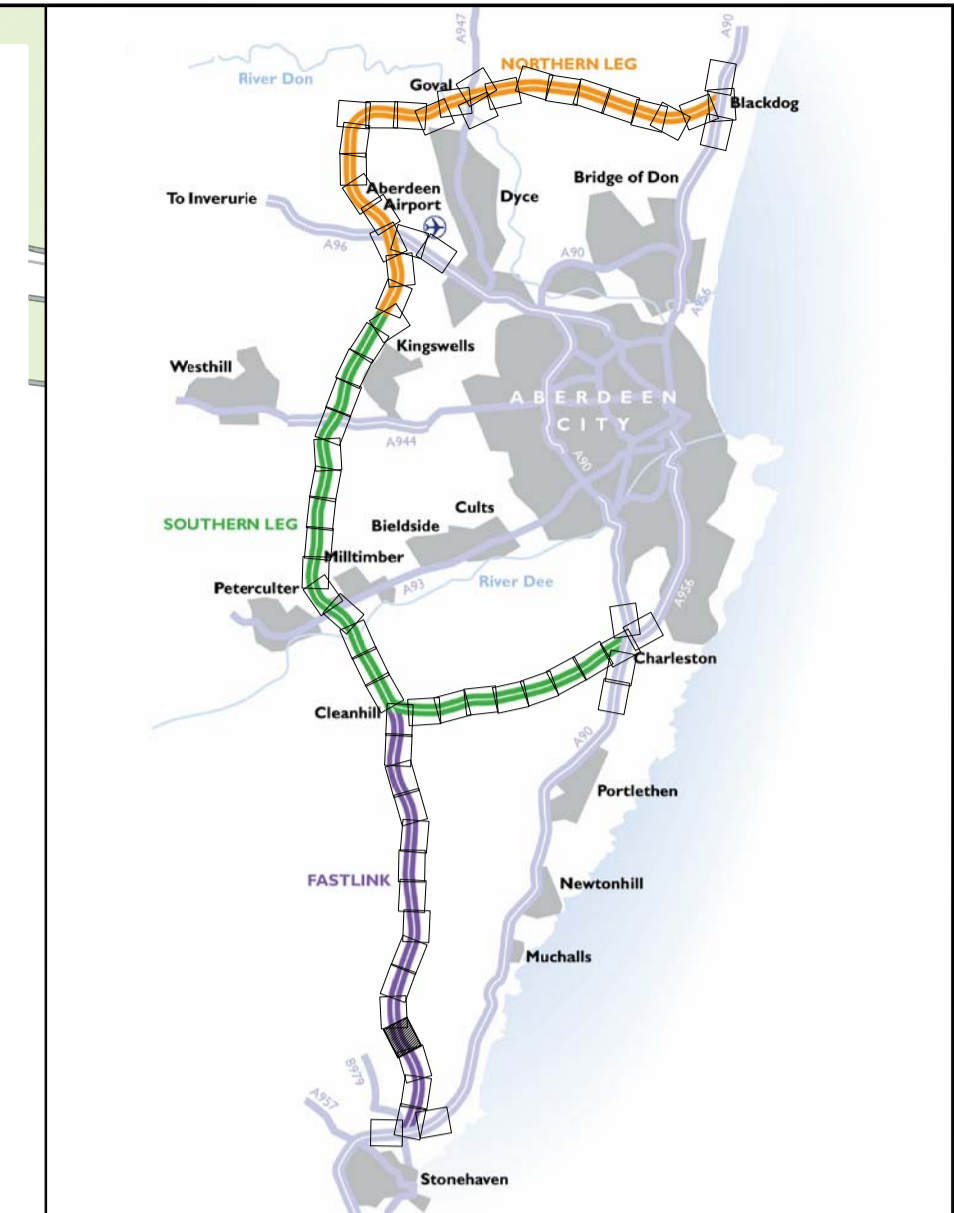 A947
A90
NORTHERN LEG
River Don
Goval
Blackdog
Bridge of Don
Aberdeen
Airport
To Inverurie
Dyce
A96
A90
A956
Kingswells
Westhill
ABERDEEN
CITY
A944
A90
Cults
SOUTHERN LEG
Bieldside
Milltimber
River Dee
Peterculter
A93
A956
Charleston
Cleanhill
A90
Portlethen
FASTLINK
Newtonhill
Muchalls
B979
A957
Stonehaven